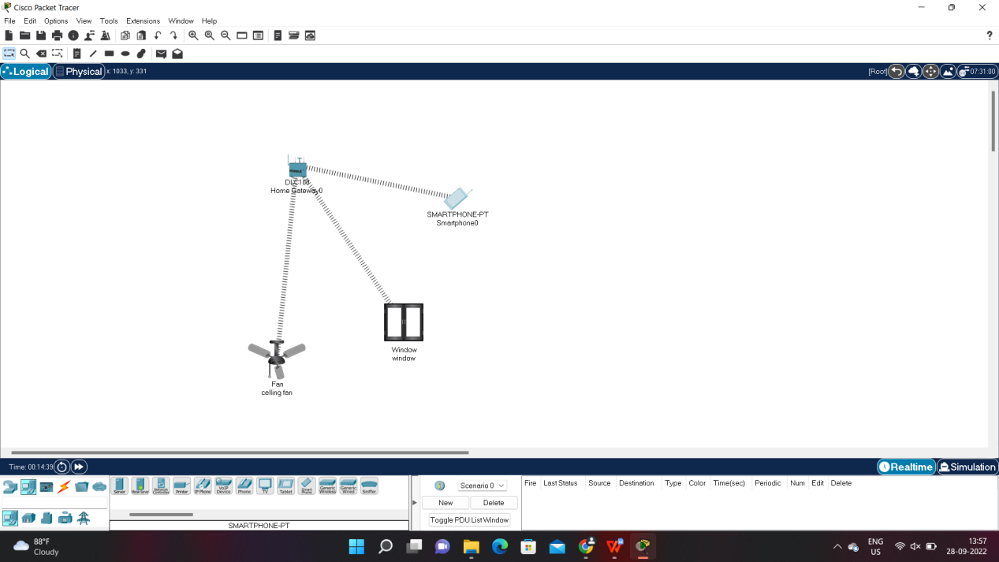 Cisco Packet Tracer
File Edit Options View Tools Extensions Window Help
?
Logical Physical x: 1033, y: 331 [Root] 07:31:00
DLC100
Home Gateway0
SMARTPHONE-PT
Smartphone0
Window
window
Fan
celling fan
Time: 00:14:39 Realtime Simulation
Scenario 0 Fire Last Status Source Destination Type Color Time(sec) Periodic Num Edit Delete
Server Printer IP Phone VoIP Device Phone TV Tablet Smart Phone Generic Wireless Generic Wired Sniffer
New Delete
Toggle PDU List Window
SMARTPHONE-PT
88°F
Cloudy
ENG
US
13:57
28-09-2022